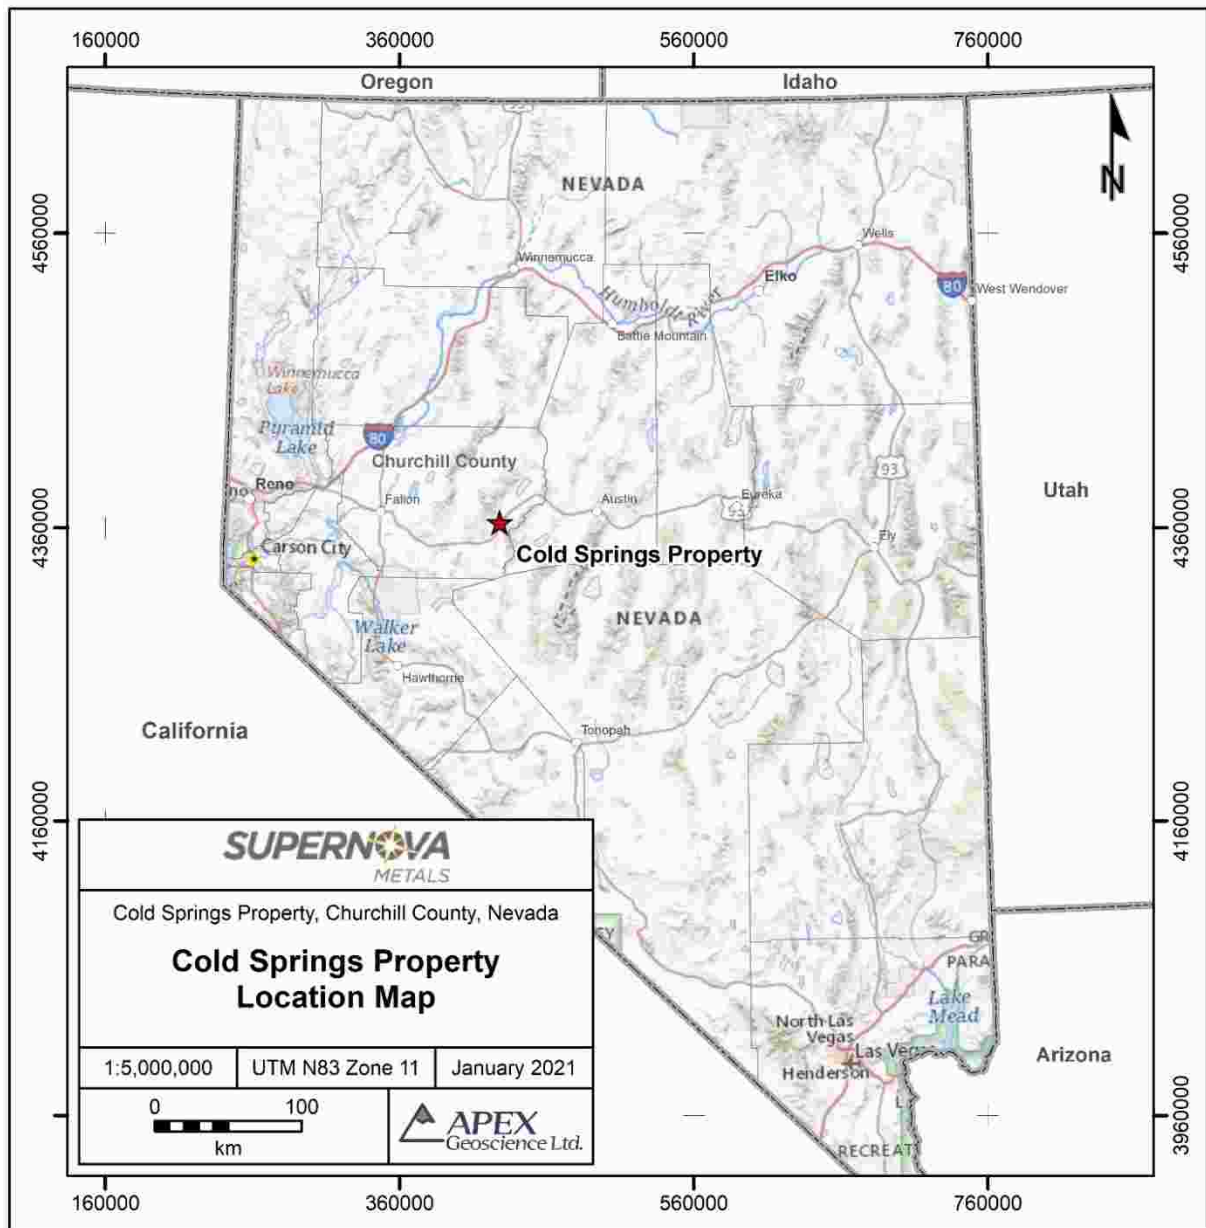 160000 360000 560000 760000
Oregon
Idaho
N
NEVADA
4560000
4560000
Wells
Winnemucca
Elko
80
West Wendover
Humboldt River
Battle Mountain
Winnemucca
Lake
Pyramid
Lake
80
Churchill County
93
Reno
Fallon
Austin
Eureka
Utah
4360000
4360000
Carson City
Cold Springs Property
Ely
NEVADA
Walker
Lake
Hawthorne
California
Tonopah
4160000
4160000
SUPERNOVA
METALS
Cold Springs Property, Churchill County, Nevada
Cold Springs Property
Location Map
1:5,000,000 UTM N83 Zone 11 January 2021
0 100
km
APEX
Geoscience Ltd.
PARA
Lake
Mead
North Las
Vegas
Las Vegas
Henderson
Arizona
3960000
RECREAT
160000 360000 560000 760000